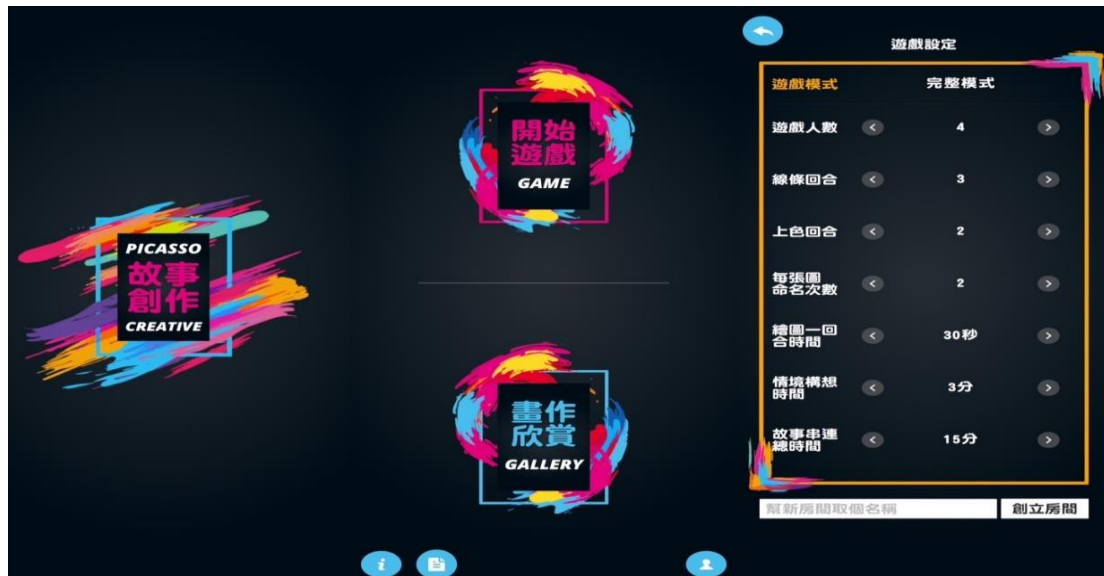 PICASSO
故事
創作
CREATIVE
開始
遊戲
GAME
畫作
欣賞
GALLERY
i
遊戲設定
遊戲模式 完整模式
遊戲人數 < 4 >
線條回合 < 3 >
上色回合 < 2 >
每張圖
命名次數 < 2 >
繪圖一回
合時間 < 30秒 >
情境構想
時間 < 3分 >
故事串連
總時間 < 15分 >
幫新房間取個名稱 創立房間